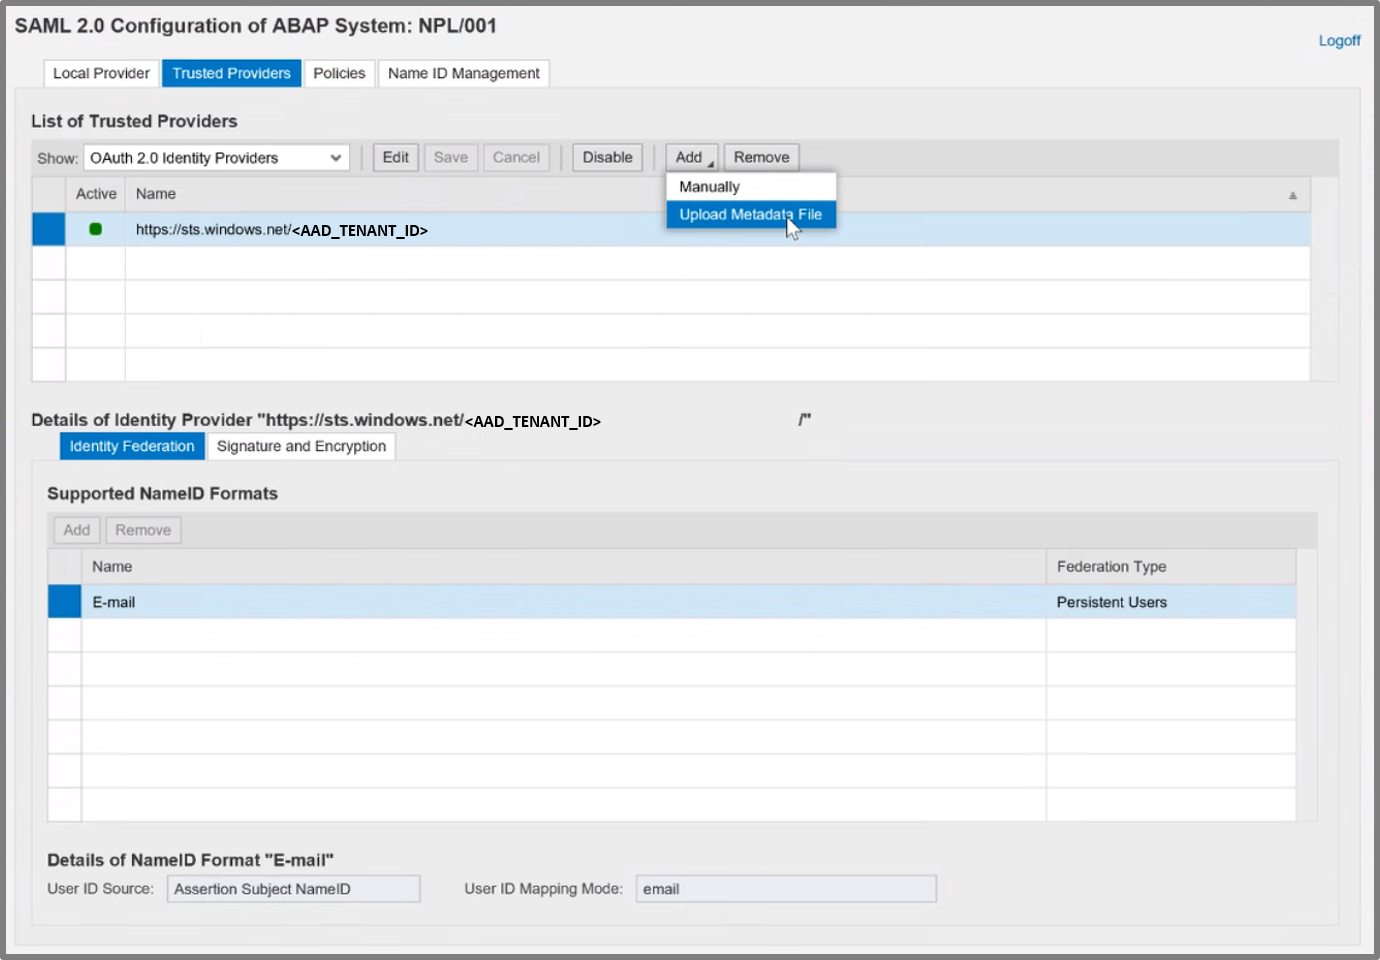 SAML 2.0 Configuration of ABAP System: NPL/001
Logoff
Local Provider Trusted Providers Policies Name ID Management
List of Trusted Providers
Show: OAuth 2.0 Identity Providers Edit Save Cancel Disable Add Remove
Manually
Upload Metadata File
Active Name
https://sts.windows.net/<AAD_TENANT_ID>
Details of Identity Provider "https://sts.windows.net/<AAD_TENANT_ID> /"
Identity Federation Signature and Encryption
Supported NameID Formats
Add Remove
Name Federation Type
E-mail Persistent Users
Details of NameID Format "E-mail"
User ID Source: Assertion Subject NameID User ID Mapping Mode: email